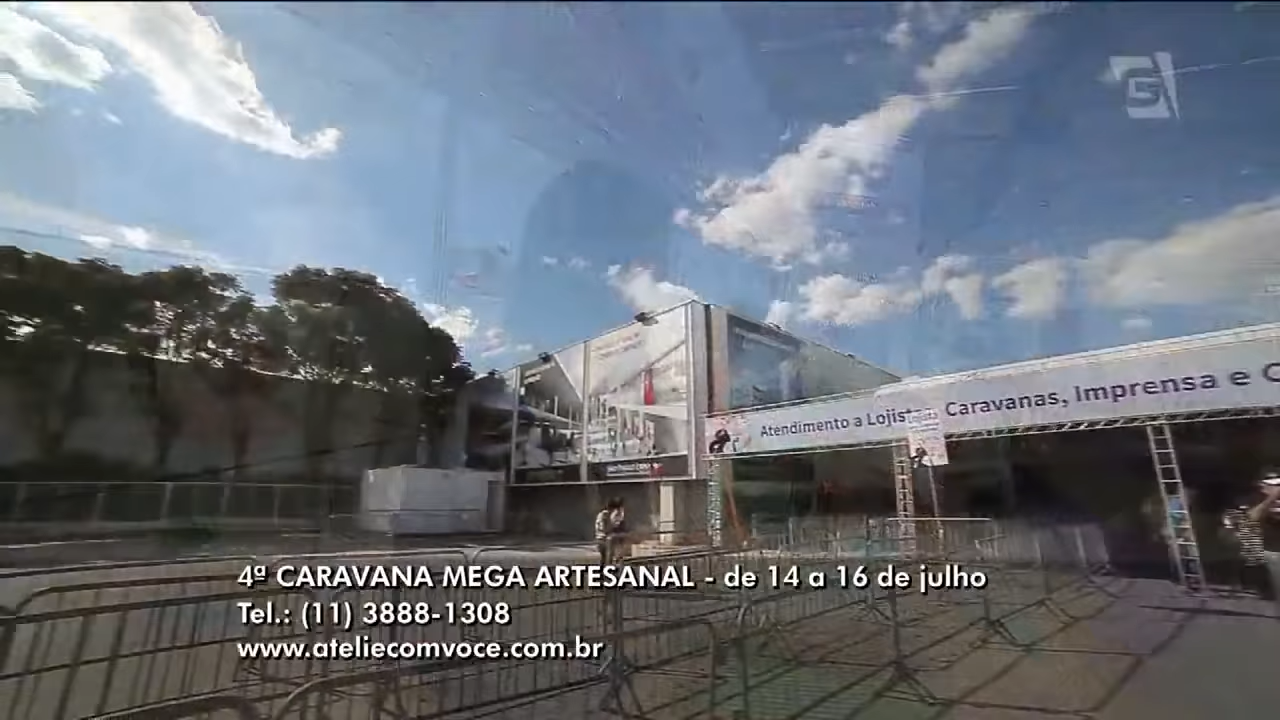 Atendimento a Lojistas, Caravanas, Imprensa e C
4ª CARAVANA MEGA ARTESANAL - de 14 a 16 de julho
Tel.: (11) 3888-1308
www.ateliecomvoce.com.br